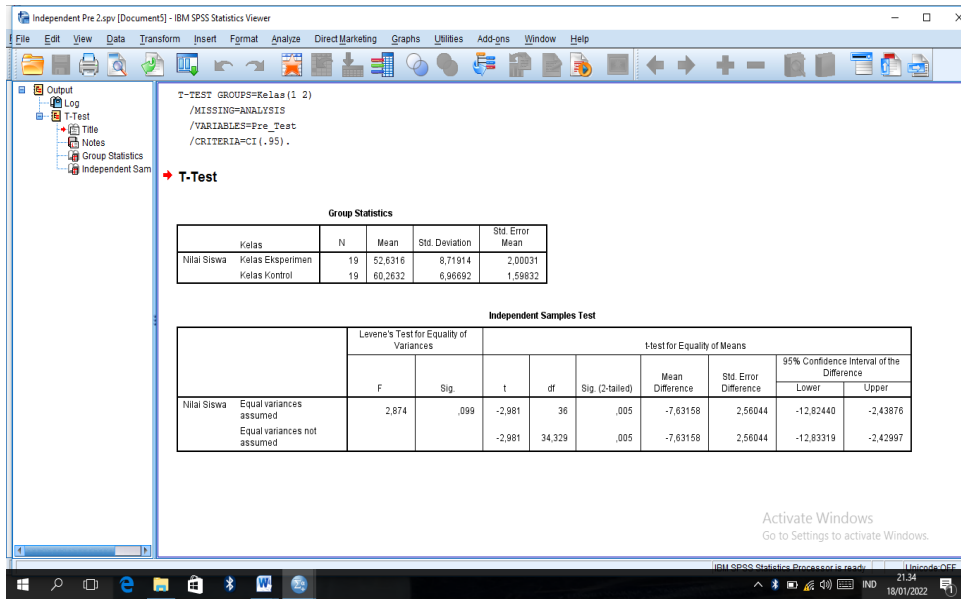 Independent Pre 2.spv [Document5] - IBM SPSS Statistics Viewer
File Edit View Data Transform Insert Format Analyze Direct Marketing Graphs Utilities Add-ons Window Help
Output
Log
T-Test
Title
Notes
Group Statistics
Independent Sam
T-TEST GROUPS=Kelas(1 2)
/MISSING=ANALYSIS
/VARIABLES=Pre_Test
/CRITERIA=CI(.95).
T-Test
Group Statistics
Kelas N Mean Std. Deviation Std. Error Mean
Nilai Siswa Kelas Eksperimen 19 52,6316 8,71914 2,00031
Kelas Kontrol 19 60,2632 6,96692 1,59832
Independent Samples Test
Levene's Test for Equality of Variances t-test for Equality of Means
F Sig. t df Sig. (2-tailed) Mean Difference Std. Error Difference 95% Confidence Interval of the Difference
Lower Upper
Nilai Siswa Equal variances assumed 2,874 ,099 -2,981 36 ,005 -7,63158 2,56044 -12,82440 -2,43876
Equal variances not assumed -2,981 34,329 ,005 -7,63158 2,56044 -12,83319 -2,42997
Activate Windows
Go to Settings to activate Windows.
IBM SPSS Statistics Processor is ready Unicode:OFF
IND 21.34
18/01/2022